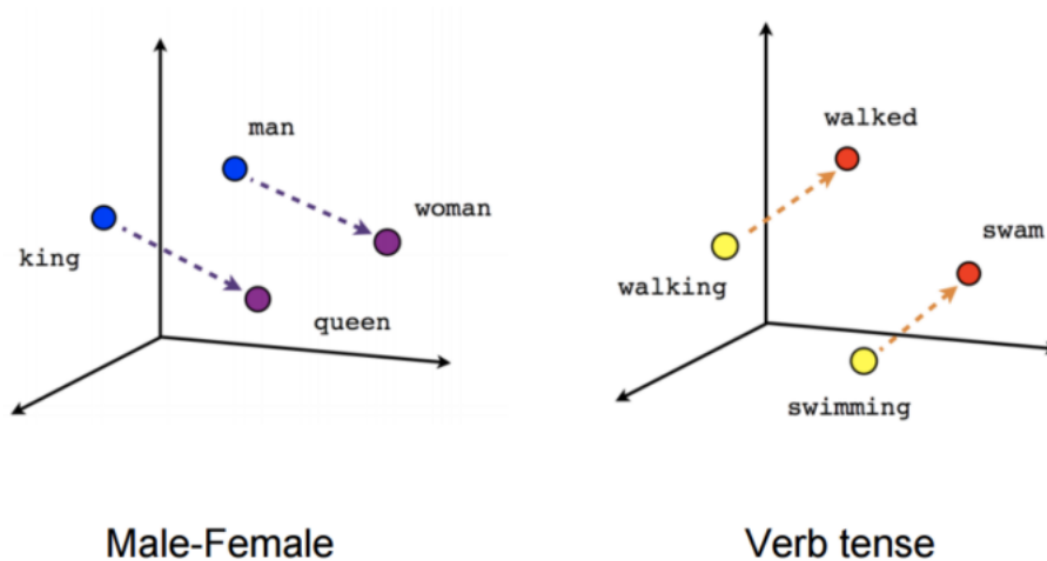 man
woman
king
queen
walked
swam
walking
swimming
Male-Female
Verb tense